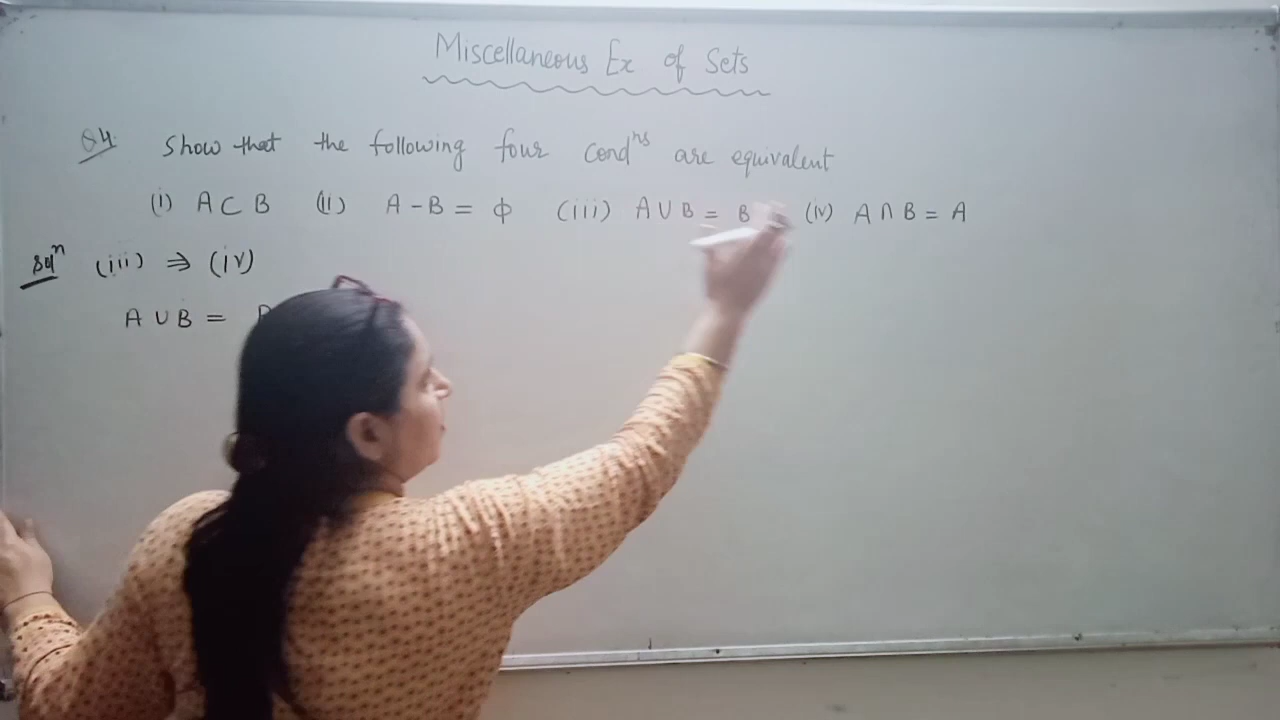 Miscellaneous Ex of Sets
Q4. Show that the following four condns are equivalent
(i) A ⊂ B (ii) A - B = ϕ (iii) A ∪ B = B (iv) A ∩ B = A
Soln (iii) ⇒ (iv)
A ∪ B =